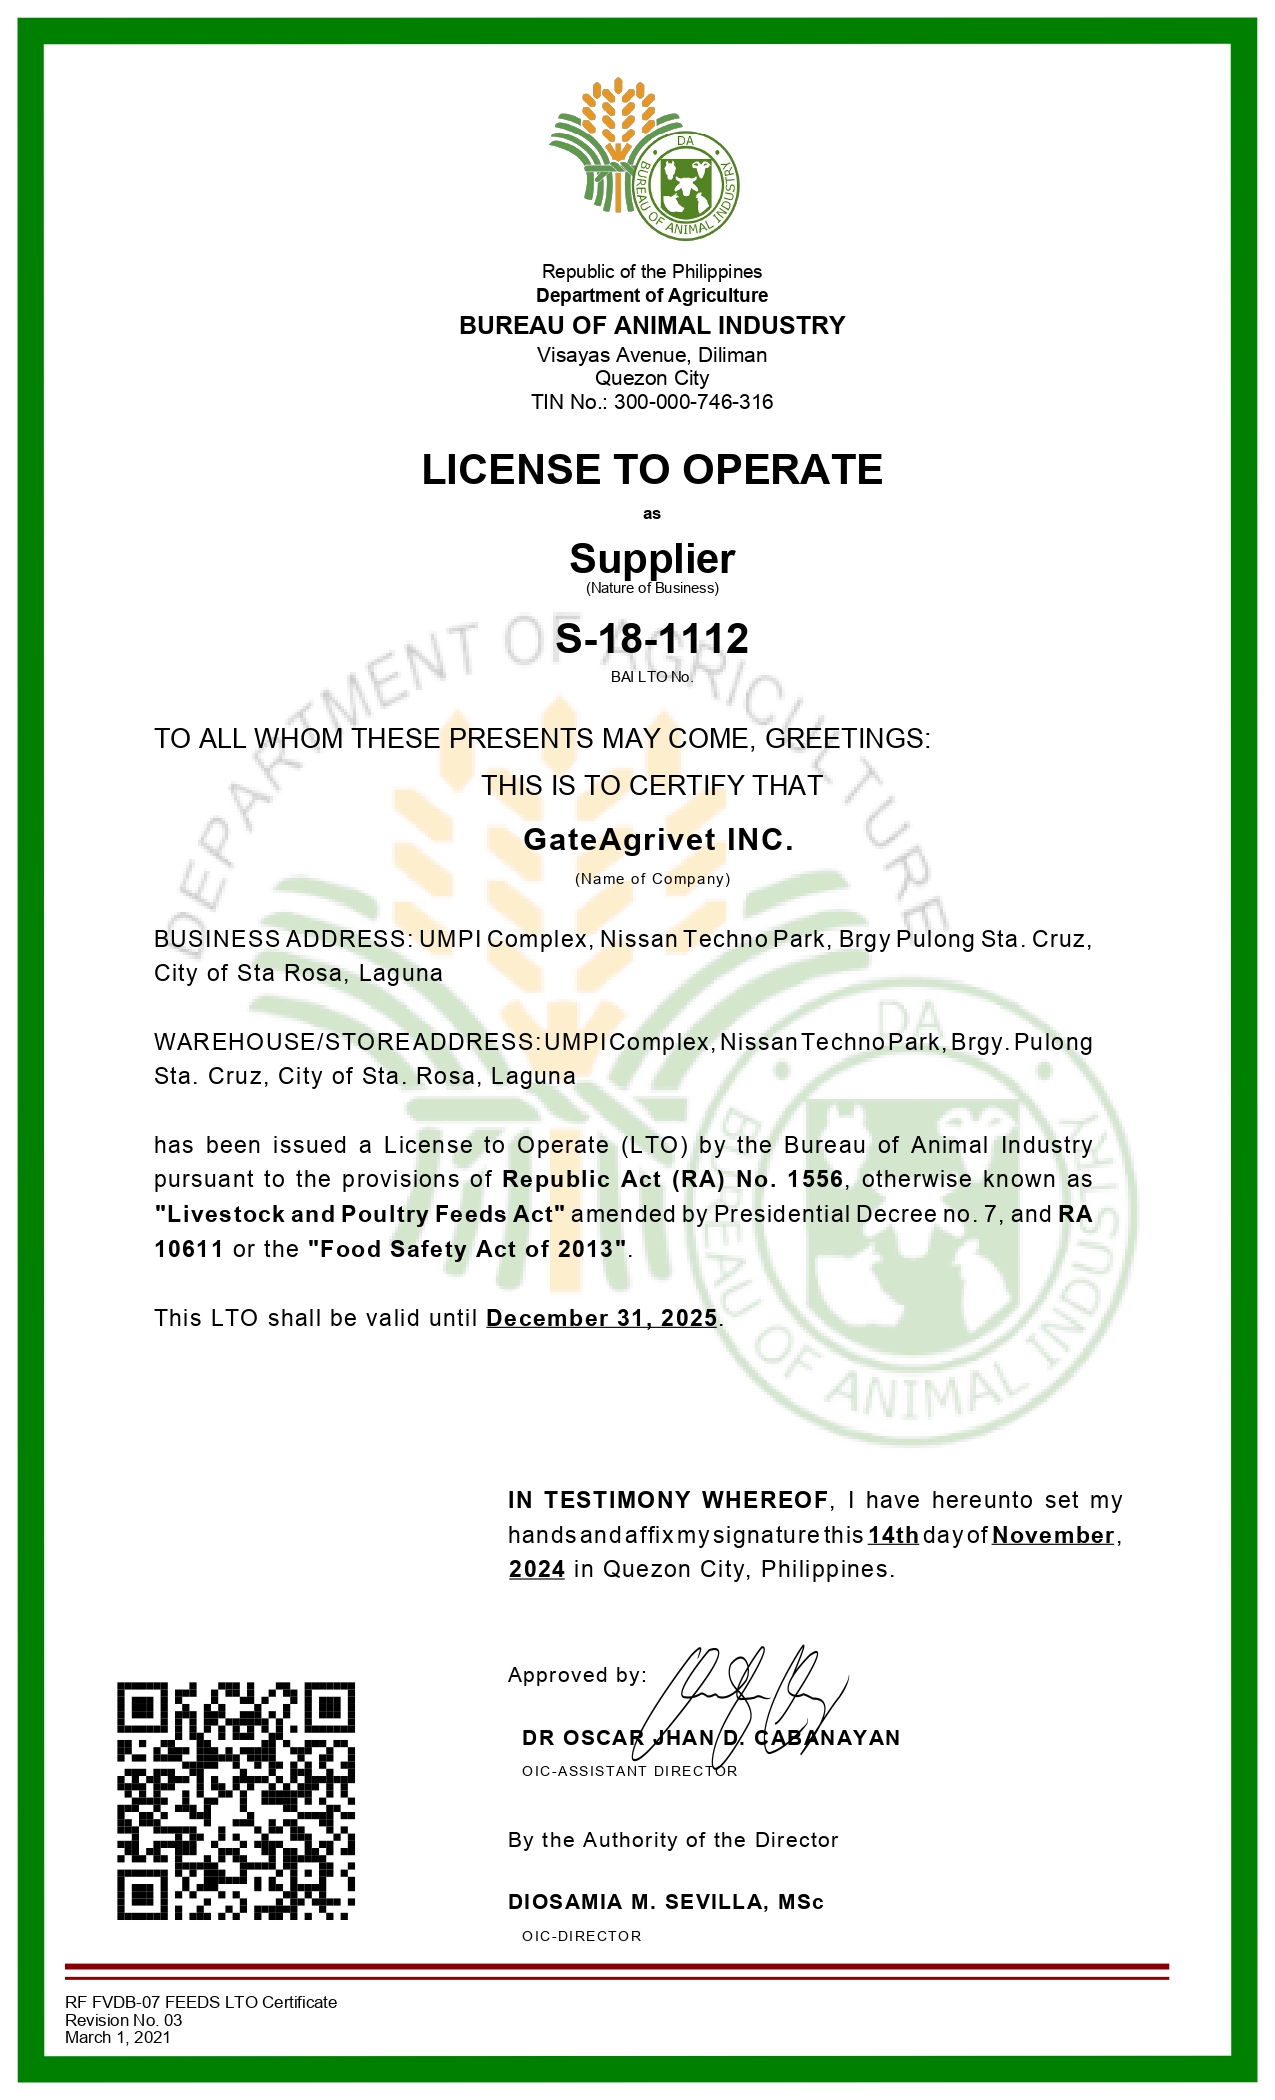 DA
BUREAU OF ANIMAL INDUSTRY
Republic of the Philippines
Department of Agriculture
BUREAU OF ANIMAL INDUSTRY
Visayas Avenue, Diliman
Quezon City
TIN No.: 300-000-746-316
LICENSE TO OPERATE
as
Supplier
(Nature of Business)
S-18-1112
BAI LTO No.
DEPARTMENT OF AGRICULTURE
TO ALL WHOM THESE PRESENTS MAY COME, GREETINGS:
THIS IS TO CERTIFY THAT
GateAgrivet INC.
(Name of Company)
BUSINESS ADDRESS: UMPI Complex, Nissan Techno Park, Brgy Pulong Sta. Cruz,
City of Sta Rosa, Laguna
WAREHOUSE/STORE ADDRESS: UMPI Complex, Nissan Techno Park, Brgy. Pulong
Sta. Cruz, City of Sta. Rosa, Laguna
has been issued a License to Operate (LTO) by the Bureau of Animal Industry
pursuant to the provisions of Republic Act (RA) No. 1556, otherwise known as
"Livestock and Poultry Feeds Act" amended by Presidential Decree no. 7, and RA
10611 or the "Food Safety Act of 2013".
This LTO shall be valid until December 31, 2025.
DA
BUREAU OF ANIMAL INDUSTRY
IN TESTIMONY WHEREOF, I have hereunto set my
hands and affix my signature this 14th day of November,
2024 in Quezon City, Philippines.
Approved by:
DR OSCAR JHAN D. CABANAYAN
OIC-ASSISTANT DIRECTOR
By the Authority of the Director
DIOSAMIA M. SEVILLA, MSc
OIC-DIRECTOR
RF FVDB-07 FEEDS LTO Certificate
Revision No. 03
March 1, 2021